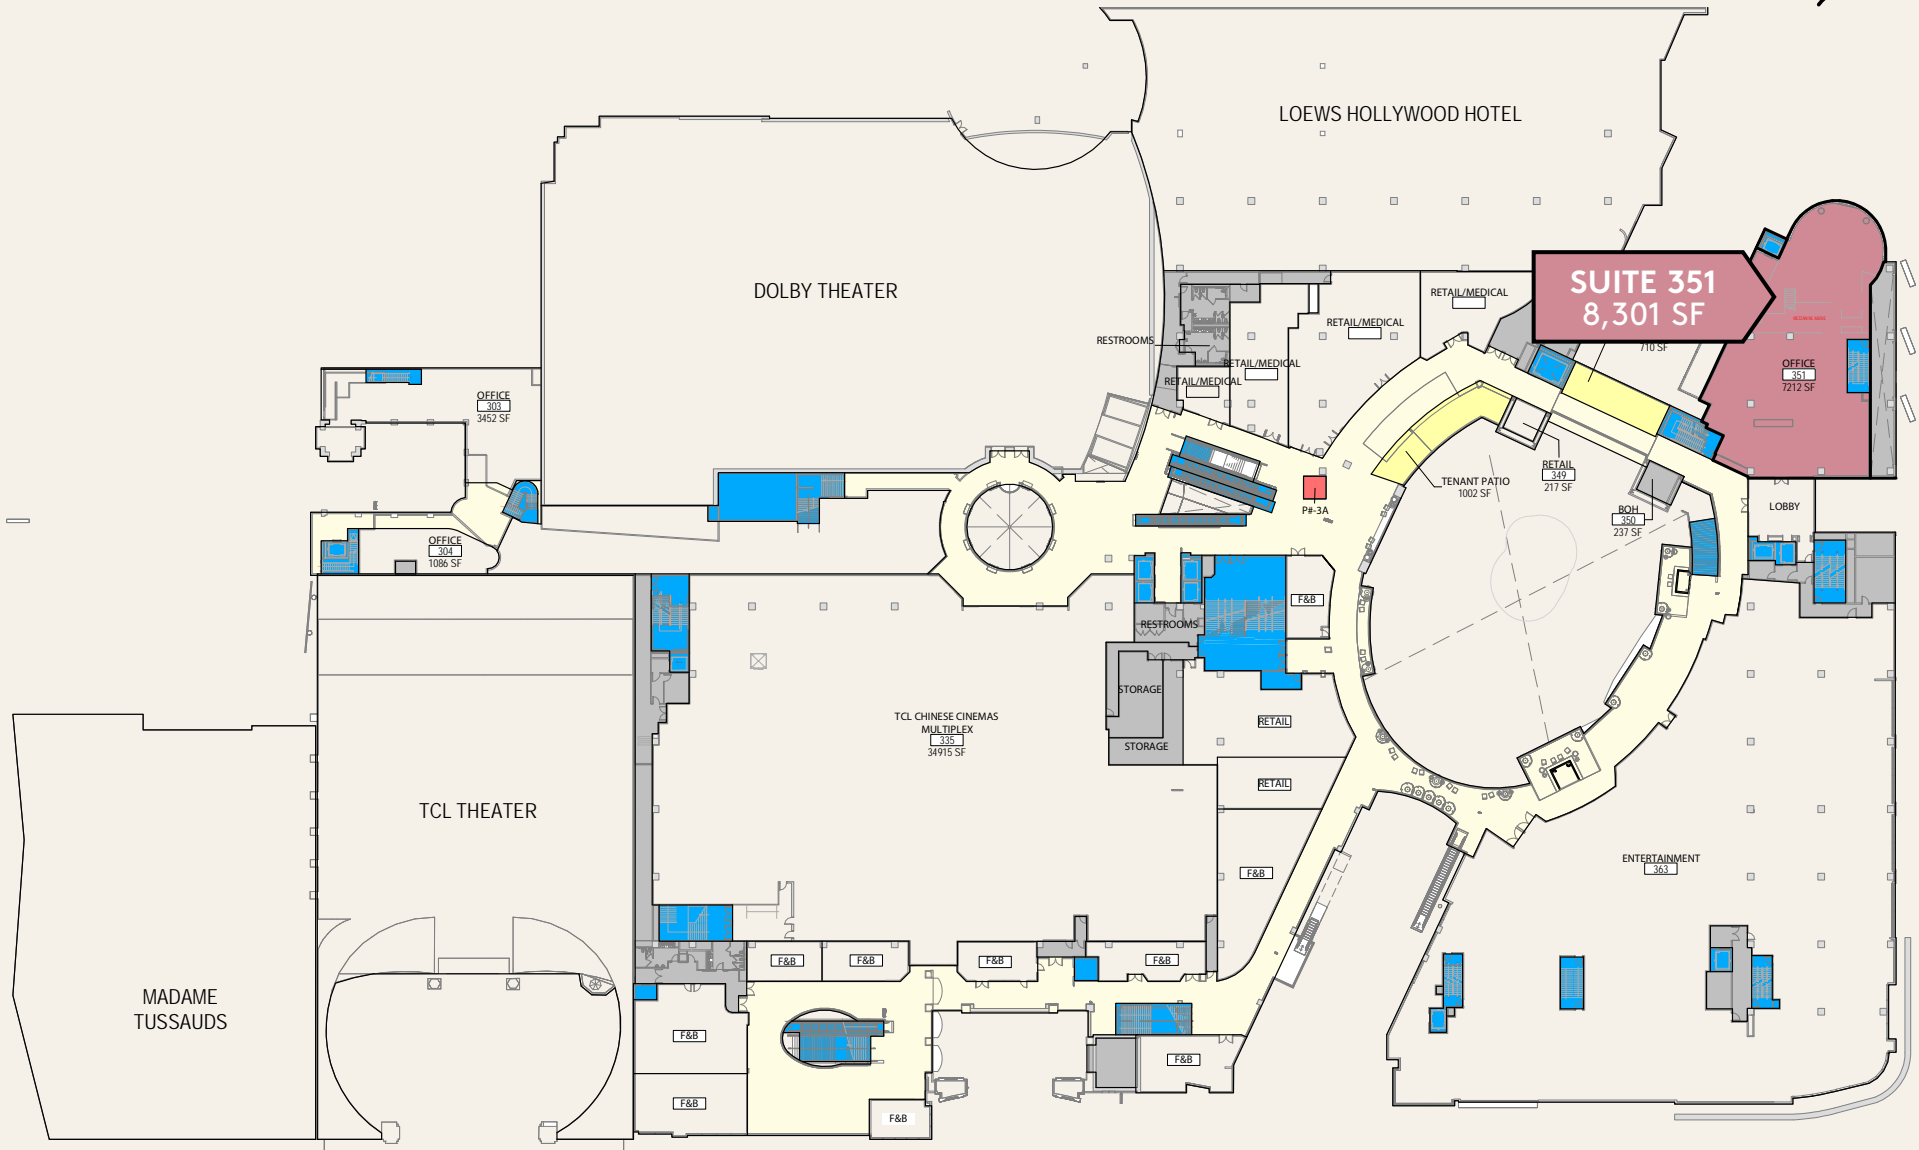 LOEWS HOLLYWOOD HOTEL
DOLBY THEATER
SUITE 351
8,301 SF
RETAIL/MEDICAL
RETAIL/MEDICAL
RESTROOMS
RETAIL/MEDICAL
RETAIL/MEDICAL
710 SF
OFFICE
351
7212 SF
OFFICE
303
3452 SF
RETAIL
349
217 SF
TENANT PATIO
1002 SF
P#-3A
BOH
350
237 SF
LOBBY
OFFICE
304
1086 SF
F&B
RESTROOMS
STORAGE
STORAGE
RETAIL
RETAIL
TCL CHINESE CINEMAS
MULTIPLEX
335
34915 SF
TCL THEATER
ENTERTAINMENT
363
F&B
F&B
F&B
F&B
F&B
MADAME
TUSSAUDS
F&B
F&B
F&B
F&B